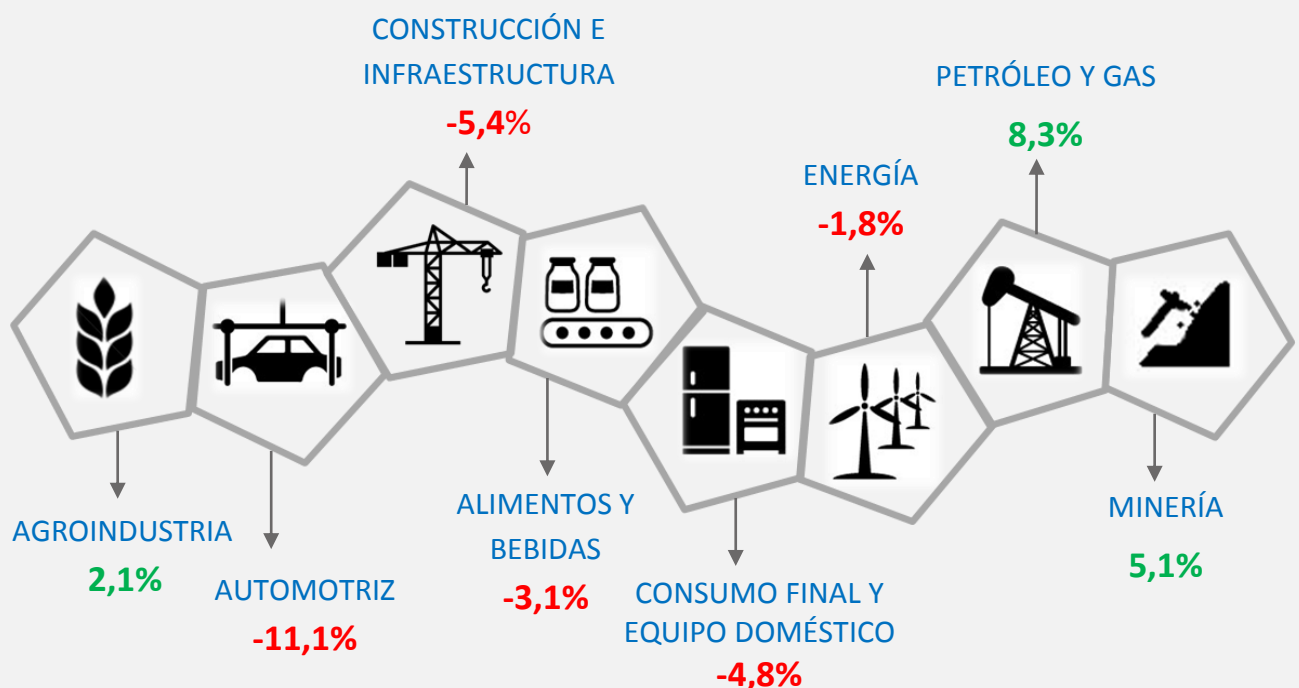 CONSTRUCCIÓN E
INFRAESTRUCTURA
-5,4%
PETRÓLEO Y GAS
8,3%
ENERGÍA
-1,8%
AGROINDUSTRIA
2,1%
AUTOMOTRIZ
-11,1%
ALIMENTOS Y
BEBIDAS
-3,1%
CONSUMO FINAL Y
EQUIPO DOMÉSTICO
-4,8%
MINERÍA
5,1%